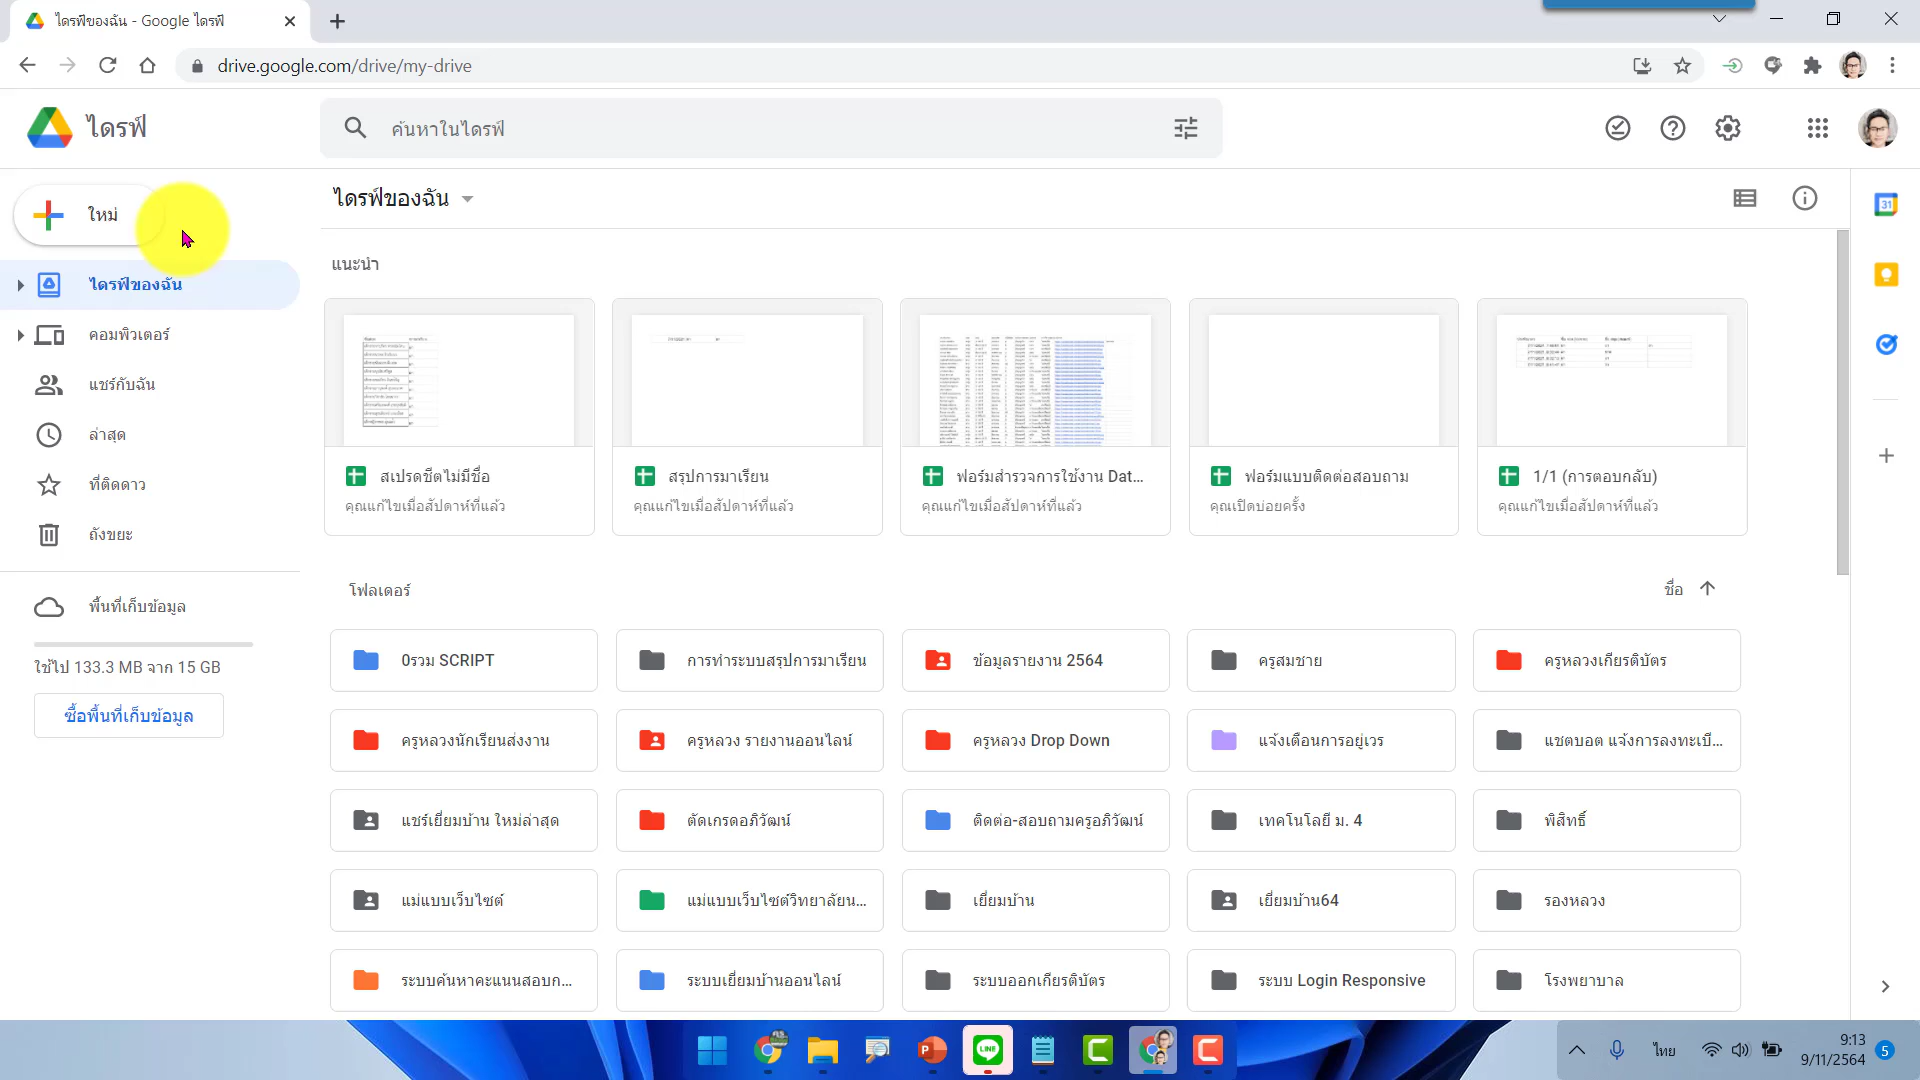 ไดรฟ์ของฉัน - Google ไดรฟ์
drive.google.com/drive/my-drive
ไดรฟ์
ค้นหาในไดรฟ์
ใหม่
ไดรฟ์ของฉัน
คอมพิวเตอร์
แชร์กับฉัน
ล่าสุด
ที่ติดดาว
ถังขยะ
พื้นที่เก็บข้อมูล
ใช้ไป 133.3 MB จาก 15 GB
ซื้อพื้นที่เก็บข้อมูล
ไดรฟ์ของฉัน
แนะนำ
สเปรดชีตไม่มีชื่อ
คุณแก้ไขเมื่อสัปดาห์ที่แล้ว
สรุปการมาเรียน
คุณแก้ไขเมื่อสัปดาห์ที่แล้ว
ฟอร์มสำรวจการใช้งาน Dat...
คุณแก้ไขเมื่อสัปดาห์ที่แล้ว
ฟอร์มแบบติดต่อสอบถาม
คุณเปิดบ่อยครั้ง
1/1 (การตอบกลับ)
คุณแก้ไขเมื่อสัปดาห์ที่แล้ว
โฟลเดอร์
ชื่อ
0รวม SCRIPT
การทำระบบสรุปการมาเรียน
ข้อมูลรายงาน 2564
ครูสมชาย
ครูหลวงเกียรติบัตร
ครูหลวงนักเรียนส่งงาน
ครูหลวง รายงานออนไลน์
ครูหลวง Drop Down
แจ้งเตือนการอยู่เวร
แชตบอต แจ้งการลงทะเบี...
แชร์เยี่ยมบ้าน ใหม่ล่าสุด
ตัดเกรดอภิวัฒน์
ติดต่อ-สอบถามครูอภิวัฒน์
เทคโนโลยี ม. 4
พิสิทธิ์
แม่แบบเว็บไซต์
แม่แบบเว็บไซต์วิทยาลัยน...
เยี่ยมบ้าน
เยี่ยมบ้าน64
รองหลวง
ระบบค้นหาคะแนนสอบก...
ระบบเยี่ยมบ้านออนไลน์
ระบบออกเกียรติบัตร
ระบบ Login Responsive
โรงพยาบาล
31
LINE
ไทย
9:13
9/11/2564
5